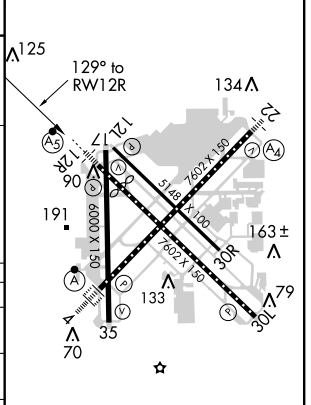 125
129° to
RW12R
134
22
A5
12R
17
12L
P
V
A4
7602 X 150
V
90
P
5148 X 100
191
6000 X 150
163±
30R
7602 X 150
A
P
133
79
4
V
P
30L
35
70